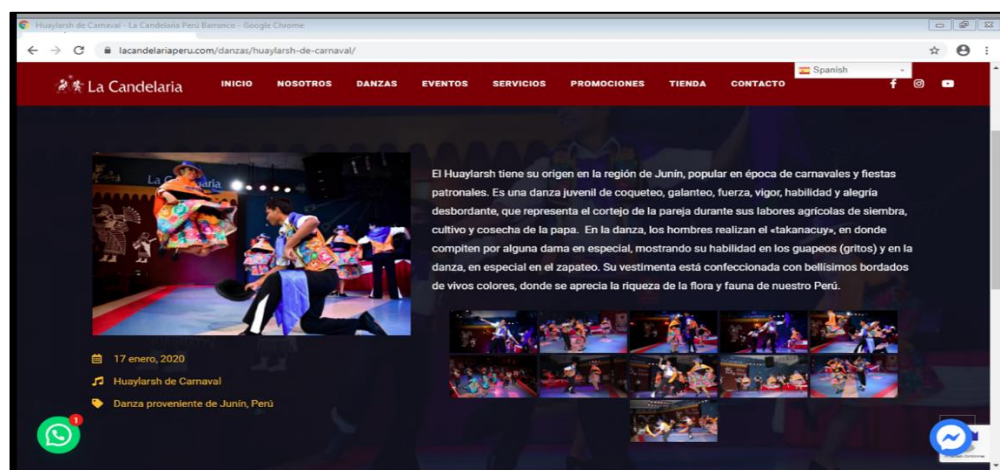 Huaylarsh de Carnaval - La Candelaria Perú Barranco - Google Chrome
lacandelariaperu.com/danzas/huaylarsh-de-carnaval/
Spanish
La Candelaria
INICIO NOSOTROS DANZAS EVENTOS SERVICIOS PROMOCIONES TIENDA CONTACTO
El Huaylarsh tiene su origen en la región de Junín, popular en época de carnavales y fiestas
patronales. Es una danza juvenil de coqueteo, galanteo, fuerza, vigor, habilidad y alegría
desbordante, que representa el cortejo de la pareja durante sus labores agrícolas de siembra,
cultivo y cosecha de la papa. En la danza, los hombres realizan el «takanacuy», en donde
compiten por alguna dama en especial, mostrando su habilidad en los guapeos (gritos) y en la
danza, en especial en el zapateo. Su vestimenta está confeccionada con bellísimos bordados
de vivos colores, donde se aprecia la riqueza de la flora y fauna de nuestro Perú.
17 enero, 2020
Huaylarsh de Carnaval
Danza proveniente de Junín, Perú
1